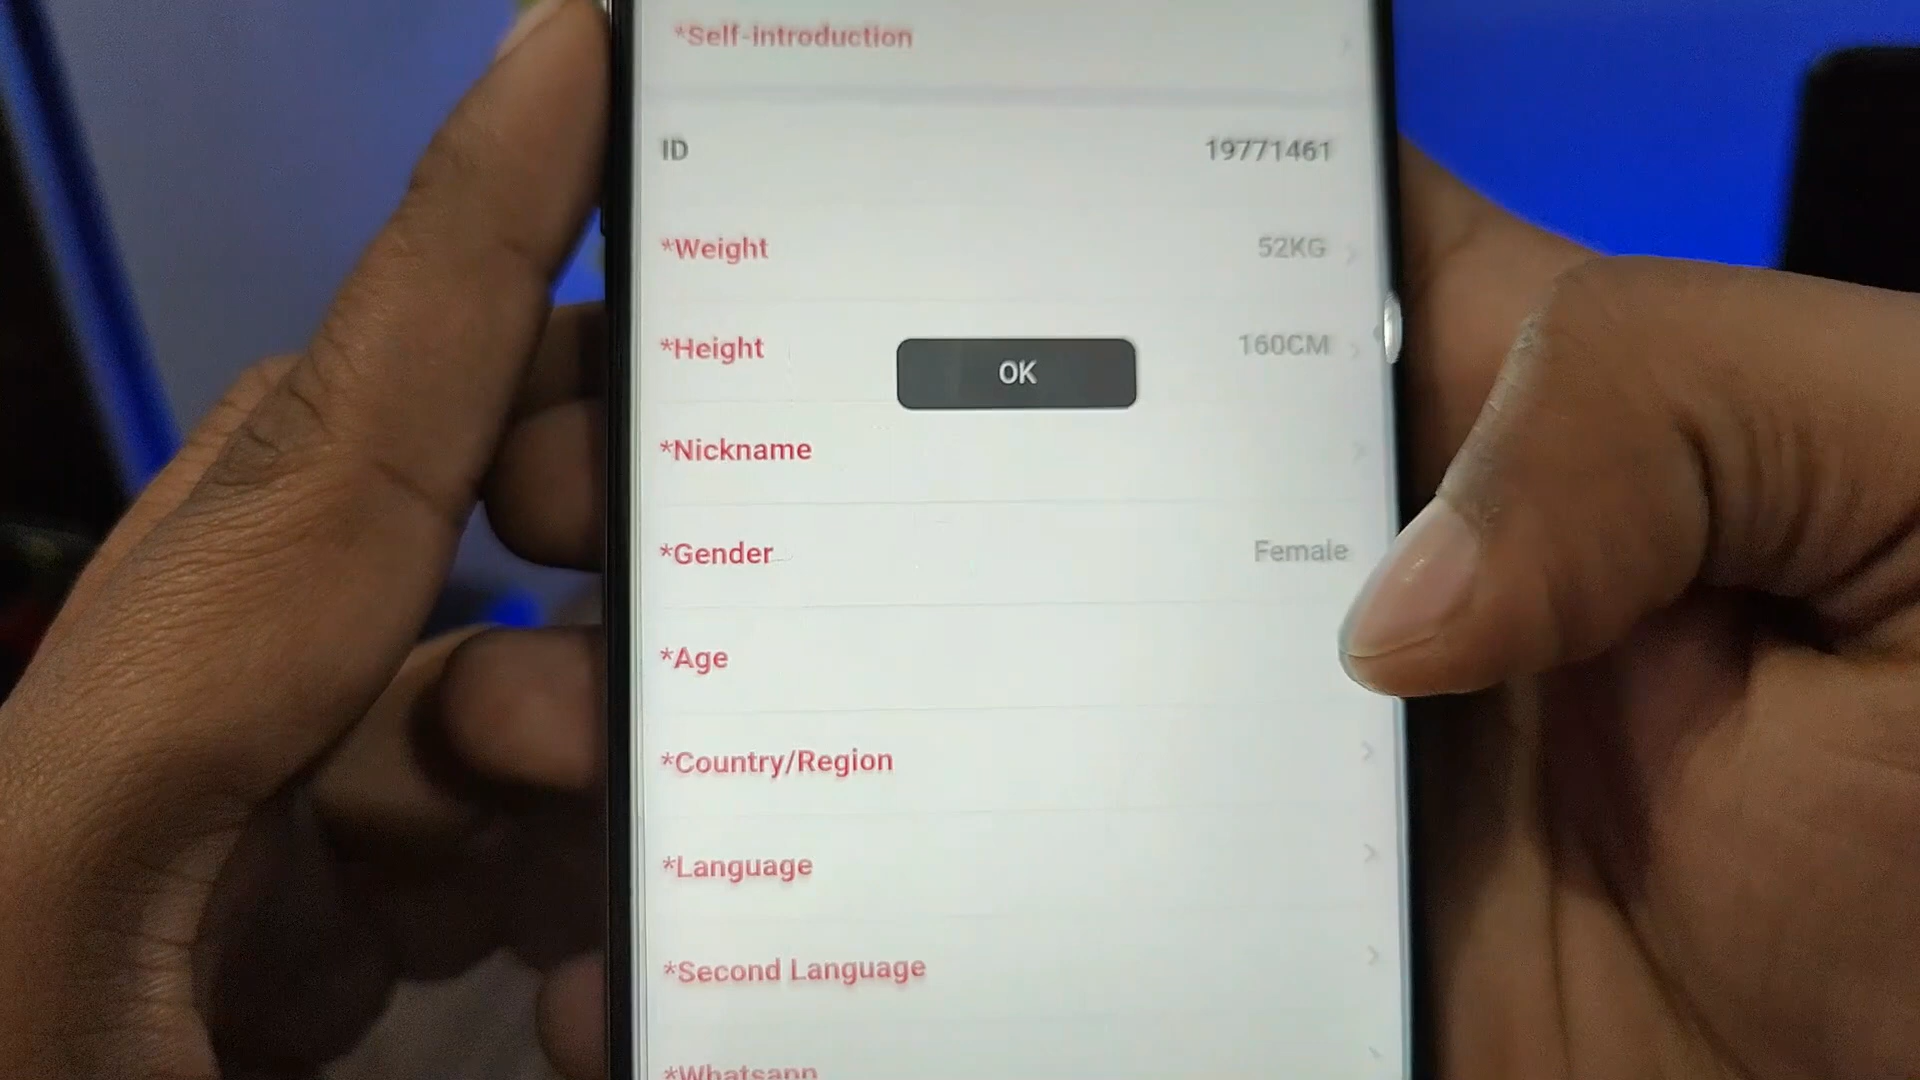 *Self-introduction
ID 19771461
*Weight 52KG
*Height 160CM
OK
*Nickname
*Gender Female
*Age
*Country/Region
*Language
*Second Language
*Whatsapp